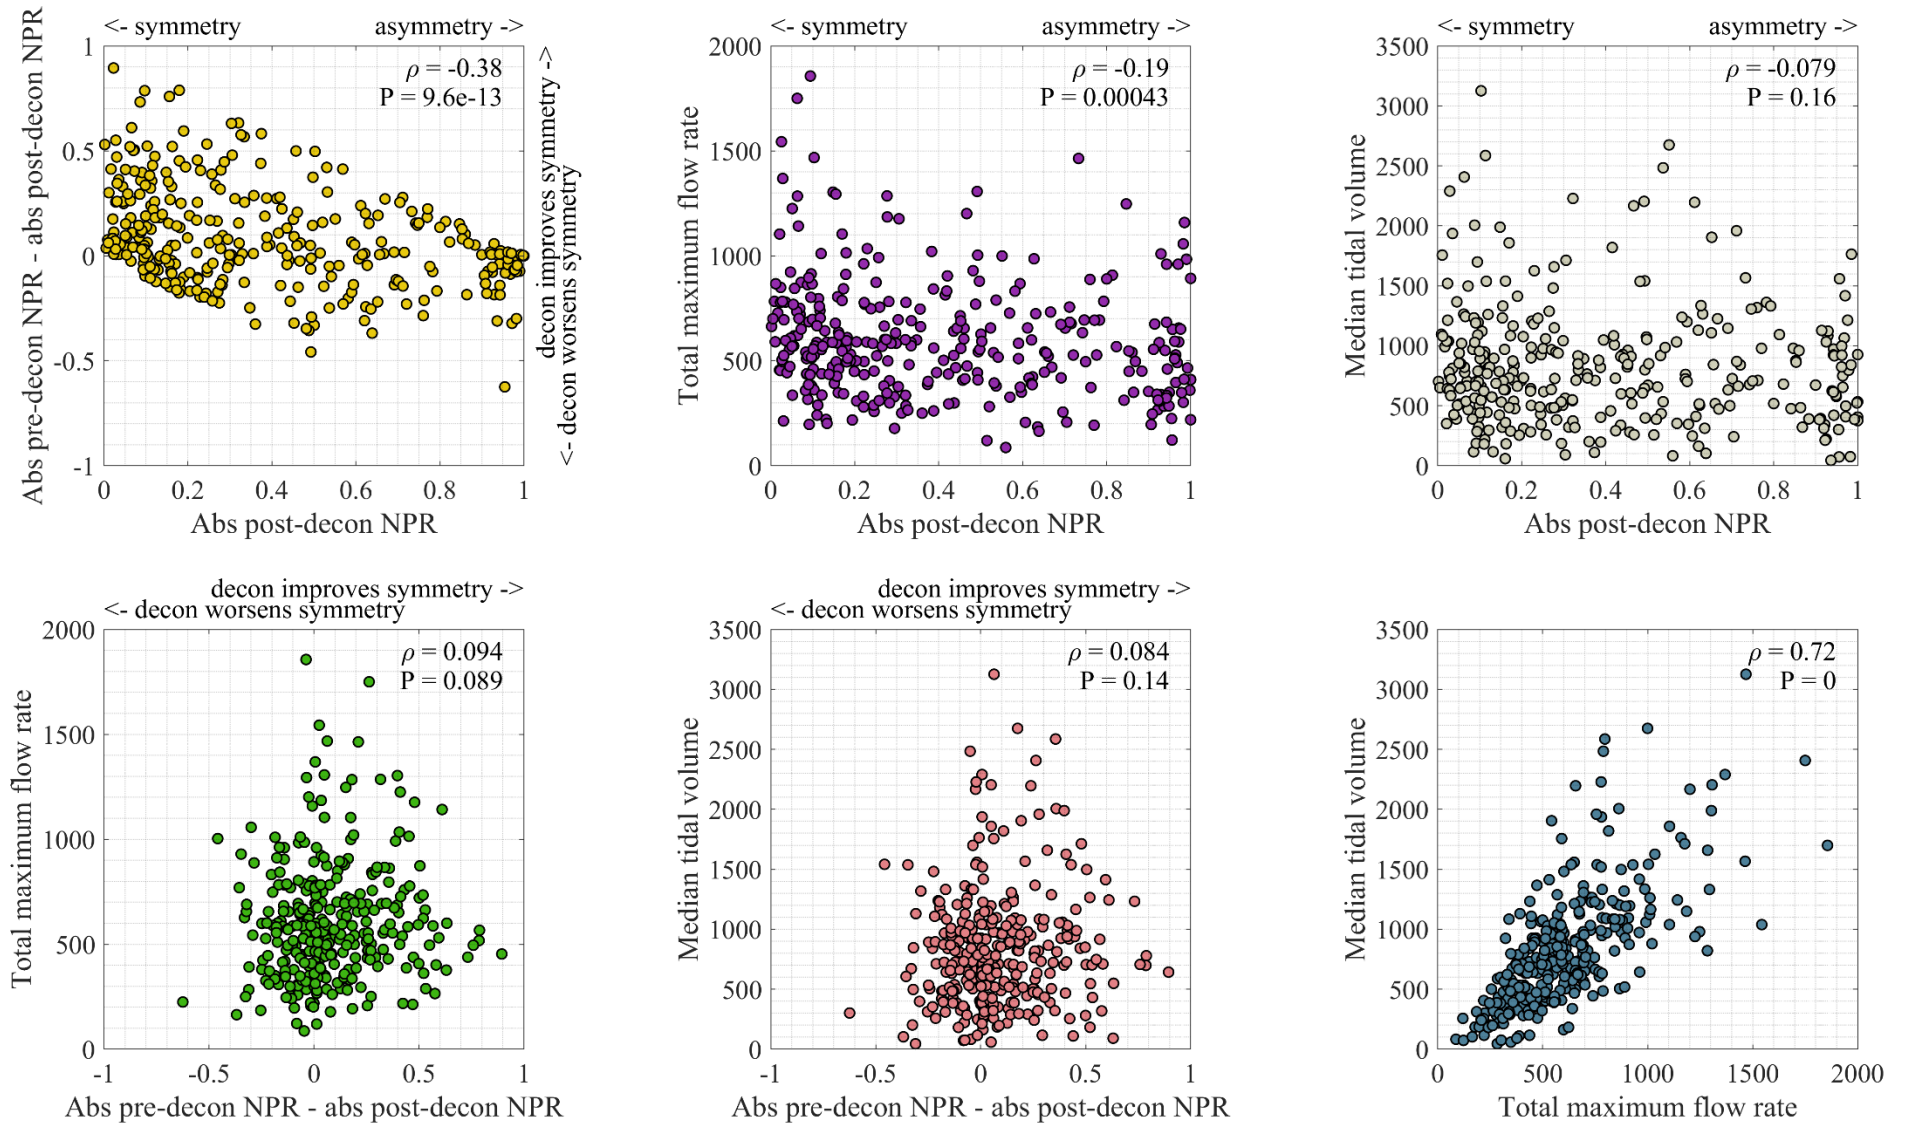 <- symmetry asymmetry ->
ρ = -0.38
P = 9.6e-13
1
0.5
0
-0.5
-1
0 0.2 0.4 0.6 0.8 1
Abs post-decon NPR
Abs pre-decon NPR - abs post-decon NPR
decon improves symmetry ->
<- decon worsens symmetry
<- symmetry asymmetry ->
ρ = -0.19
P = 0.00043
2000
1500
1000
500
0
0 0.2 0.4 0.6 0.8 1
Abs post-decon NPR
Total maximum flow rate
<- symmetry asymmetry ->
ρ = -0.079
P = 0.16
3500
3000
2500
2000
1500
1000
500
0
0 0.2 0.4 0.6 0.8 1
Abs post-decon NPR
Median tidal volume
decon improves symmetry ->
<- decon worsens symmetry
ρ = 0.094
P = 0.089
2000
1500
1000
500
0
-1 -0.5 0 0.5 1
Abs pre-decon NPR - abs post-decon NPR
Total maximum flow rate
decon improves symmetry ->
<- decon worsens symmetry
ρ = 0.084
P = 0.14
3500
3000
2500
2000
1500
1000
500
0
-1 -0.5 0 0.5 1
Abs pre-decon NPR - abs post-decon NPR
Median tidal volume
ρ = 0.72
P = 0
3500
3000
2500
2000
1500
1000
500
0
0 500 1000 1500 2000
Total maximum flow rate
Median tidal volume